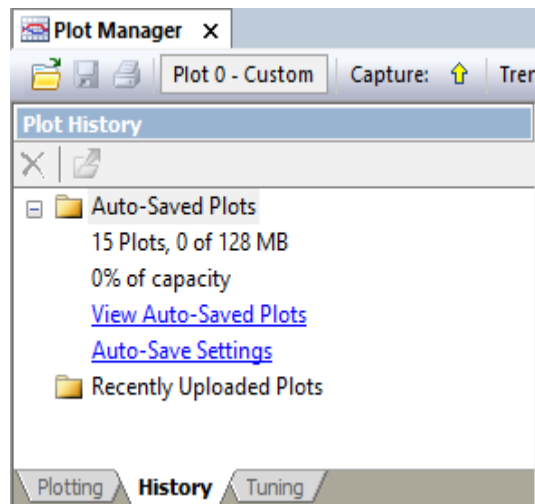 Plot Manager X
Plot 0 - Custom Capture:
Plot History
Auto-Saved Plots
15 Plots, 0 of 128 MB
0% of capacity
View Auto-Saved Plots
Auto-Save Settings
Recently Uploaded Plots
Plotting History Tuning